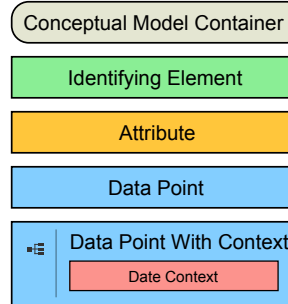 Conceptual Model Container
Identifying Element
Attribute
Data Point
Data Point With Context
Date Context